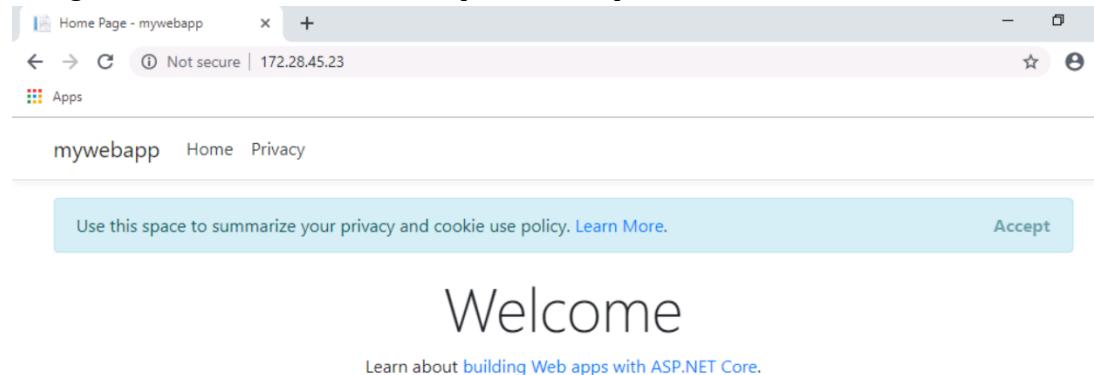 Home Page - mywebapp
Not secure | 172.28.45.23
Apps
mywebapp Home Privacy
Use this space to summarize your privacy and cookie use policy. Learn More. Accept
Welcome
Learn about building Web apps with ASP.NET Core.